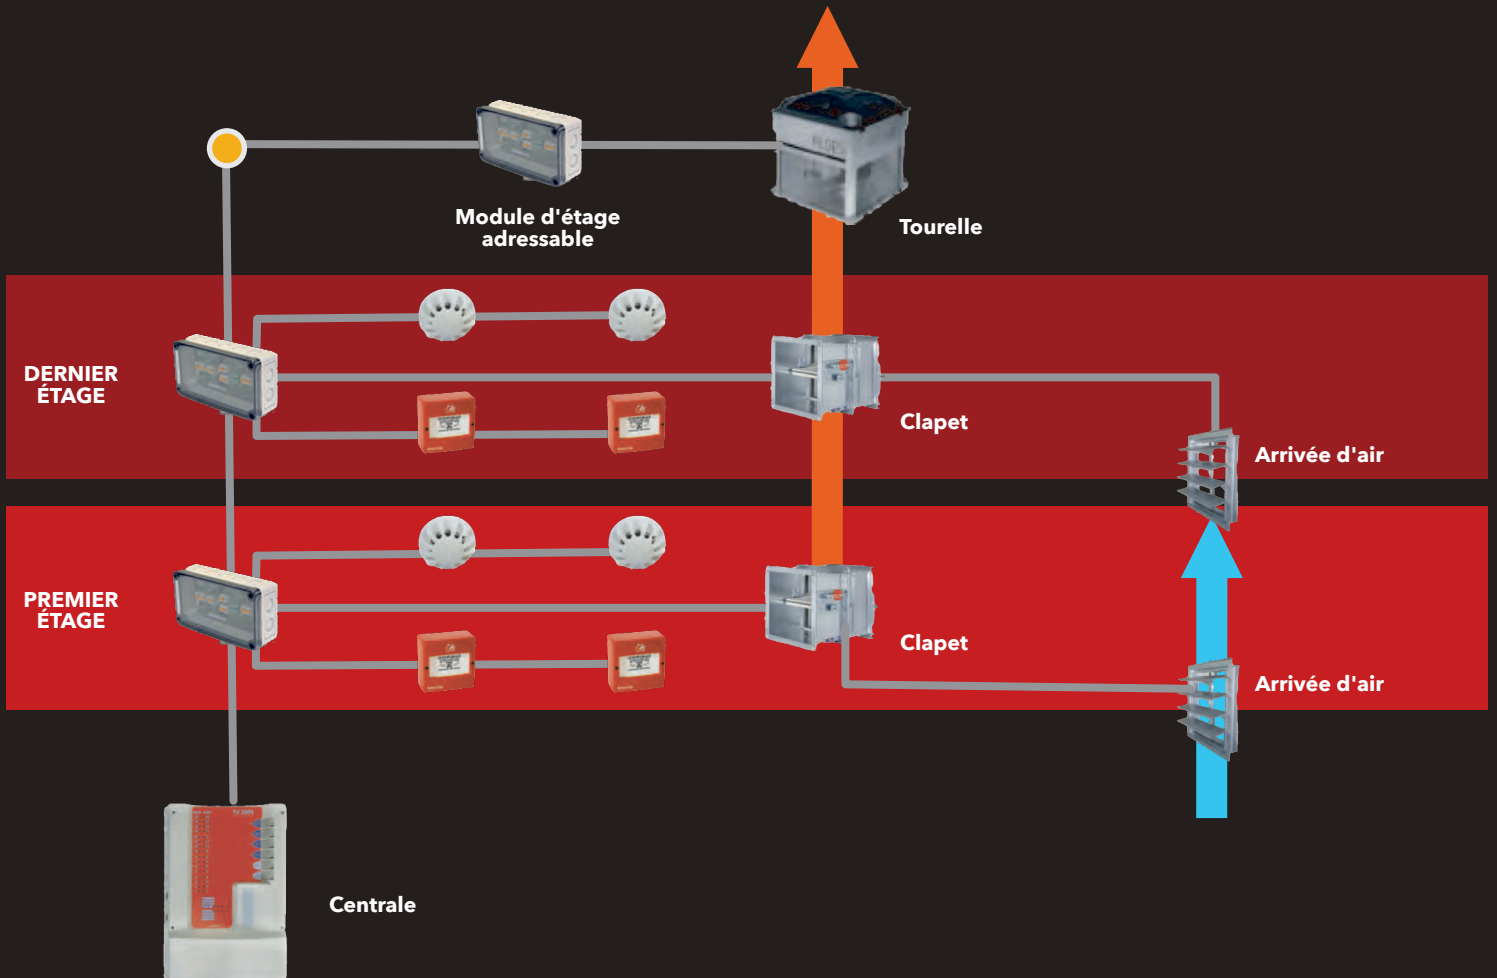 Module d'étage
adressable
Tourelle
DERNIER
ÉTAGE
Clapet
Arrivée d'air
PREMIER
ÉTAGE
Clapet
Arrivée d'air
Centrale